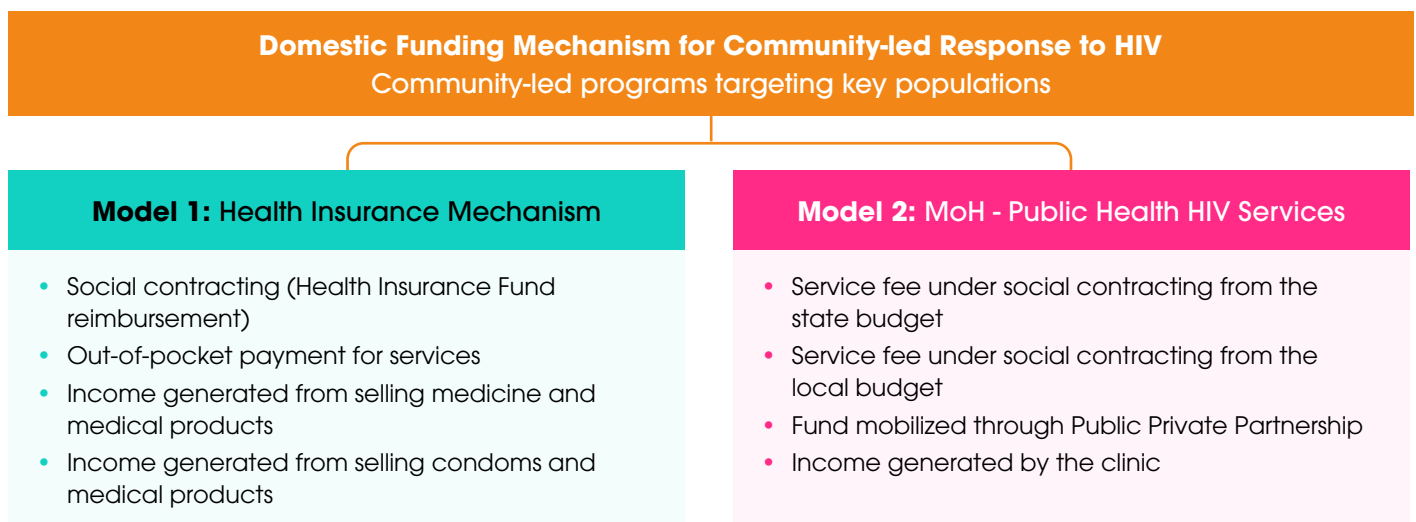 Domestic Funding Mechanism for Community-led Response to HIV
Community-led programs targeting key populations
Model 1: Health Insurance Mechanism
• Social contracting (Health Insurance Fund
reimbursement)
• Out-of-pocket payment for services
• Income generated from selling medicine and
medical products
• Income generated from selling condoms and
medical products
Model 2: MoH - Public Health HIV Services
• Service fee under social contracting from the
state budget
• Service fee under social contracting from the
local budget
• Fund mobilized through Public Private Partnership
• Income generated by the clinic